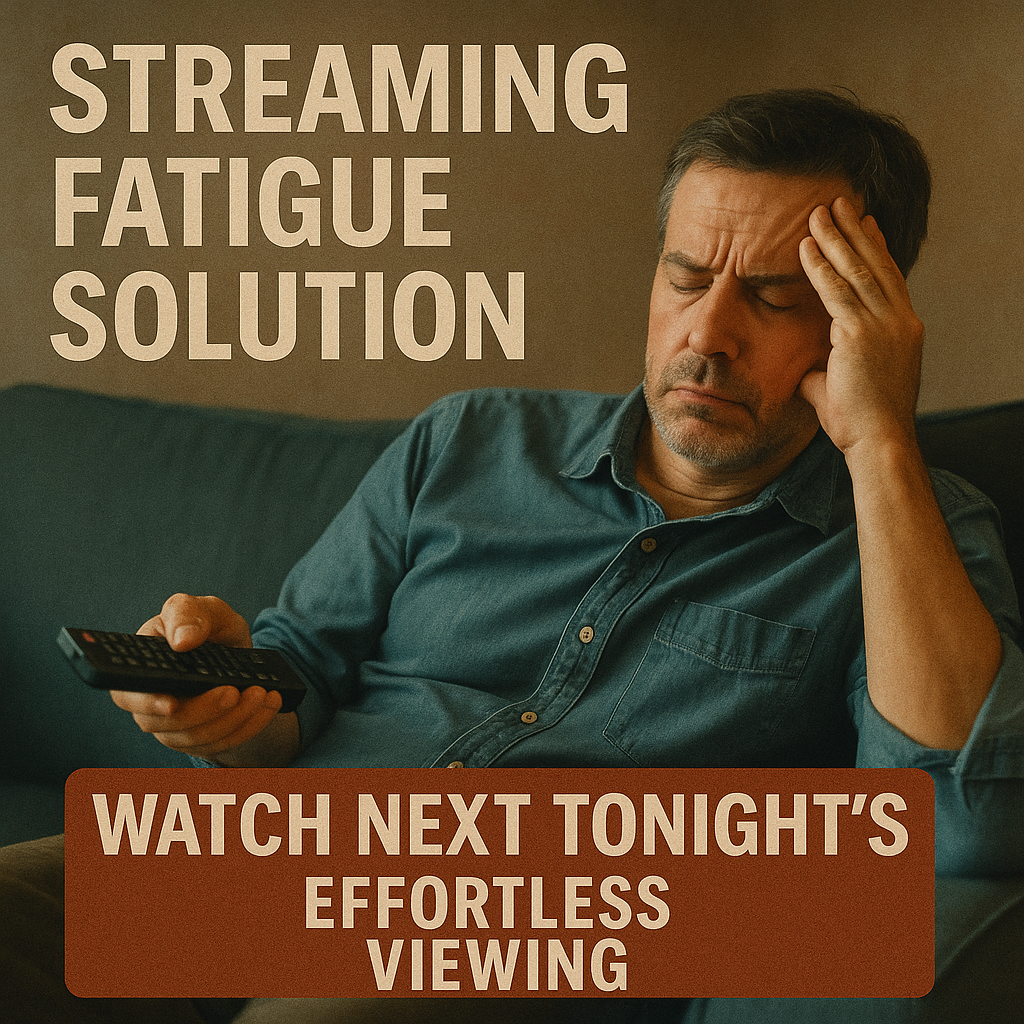 STREAMING
FATIGUE
SOLUTION
WATCH NEXT TONIGHT'S
EFFORTLESS
VIEWING